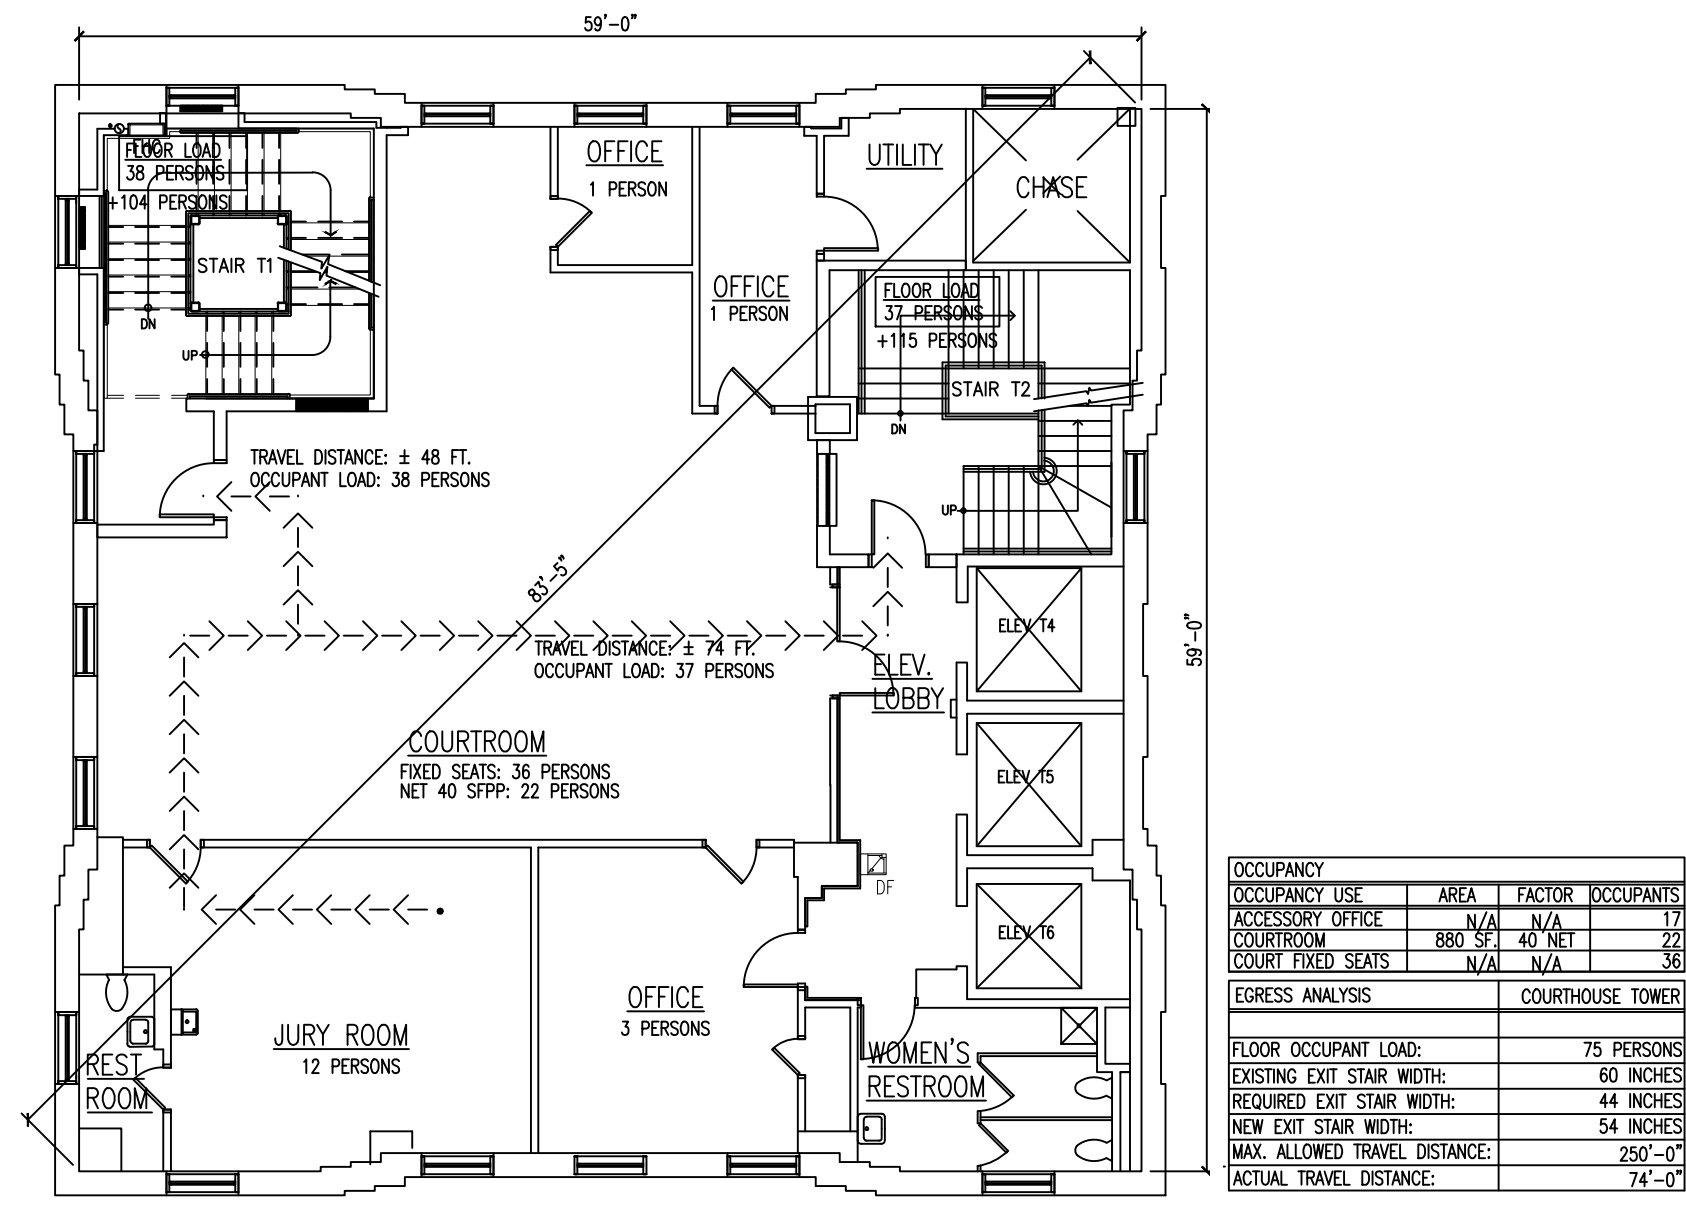 59'-0"
FHC
FLOOR LOAD
38 PERSONS
+104 PERSONS
STAIR T1
DN
UP
OFFICE
1 PERSON
OFFICE
1 PERSON
UTILITY
CHASE
FLOOR LOAD
37 PERSONS
+115 PERSONS
STAIR T2
DN
UP
TRAVEL DISTANCE: ± 48 FT.
OCCUPANT LOAD: 38 PERSONS
83'-5"
59'-0"
TRAVEL DISTANCE: ± 74 FT.
OCCUPANT LOAD: 37 PERSONS
ELEV T4
ELEV.
LOBBY
COURTROOM
FIXED SEATS: 36 PERSONS
NET 40 SFPP: 22 PERSONS
ELEV T5
DF
ELEV T6
OFFICE
3 PERSONS
JURY ROOM
12 PERSONS
REST
ROOM
WOMEN'S
RESTROOM
OCCUPANCY
OCCUPANCY USE AREA FACTOR OCCUPANTS
ACCESSORY OFFICE N/A N/A 17
COURTROOM 880 SF. 40 NET 22
COURT FIXED SEATS N/A N/A 36
EGRESS ANALYSIS COURTHOUSE TOWER
FLOOR OCCUPANT LOAD: 75 PERSONS
EXISTING EXIT STAIR WIDTH: 60 INCHES
REQUIRED EXIT STAIR WIDTH: 44 INCHES
NEW EXIT STAIR WIDTH: 54 INCHES
MAX. ALLOWED TRAVEL DISTANCE: 250'-0"
ACTUAL TRAVEL DISTANCE: 74'-0"